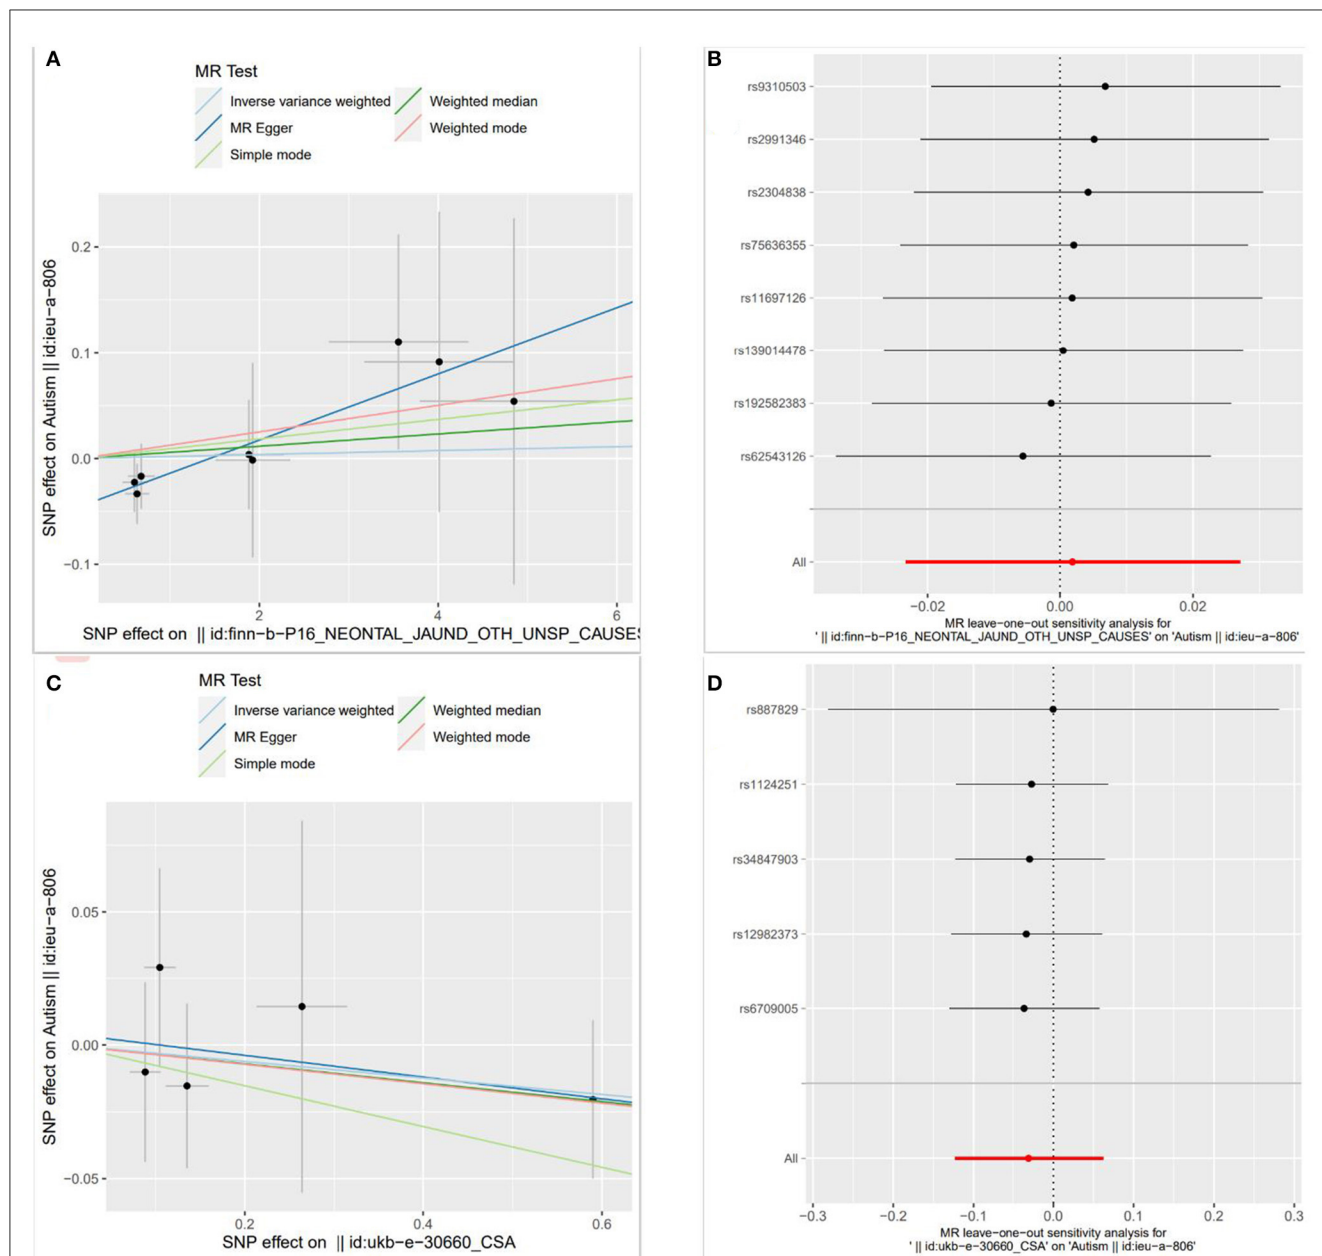 A
MR Test
Inverse variance weighted
Weighted median
MR Egger
Weighted mode
Simple mode
SNP effect on Autism || id:ieu-a-806
0.2
0.1
0.0
−0.1
2
4
6
SNP effect on || id:finn−b−P16_NEONTAL_JAUND_OTH_UNSP_CAUSES
B
rs9310503
rs2991346
rs2304838
rs75636355
rs11697126
rs139014478
rs192582383
rs62543126
All
−0.02
0.00
0.02
MR leave−one−out sensitivity analysis for
' || id:finn−b−P16_NEONTAL_JAUND_OTH_UNSP_CAUSES' on 'Autism || id:ieu−a−806'
C
MR Test
Inverse variance weighted
Weighted median
MR Egger
Weighted mode
Simple mode
SNP effect on Autism || id:ieu-a-806
0.05
0.00
−0.05
0.2
0.4
0.6
SNP effect on || id:ukb−e−30660_CSA
D
rs887829
rs1124251
rs34847903
rs12982373
rs6709005
All
−0.3
−0.2
−0.1
0.0
0.1
0.2
0.3
MR leave−one−out sensitivity analysis for
' || id:ukb−e−30660_CSA' on 'Autism || id:ieu−a−806'